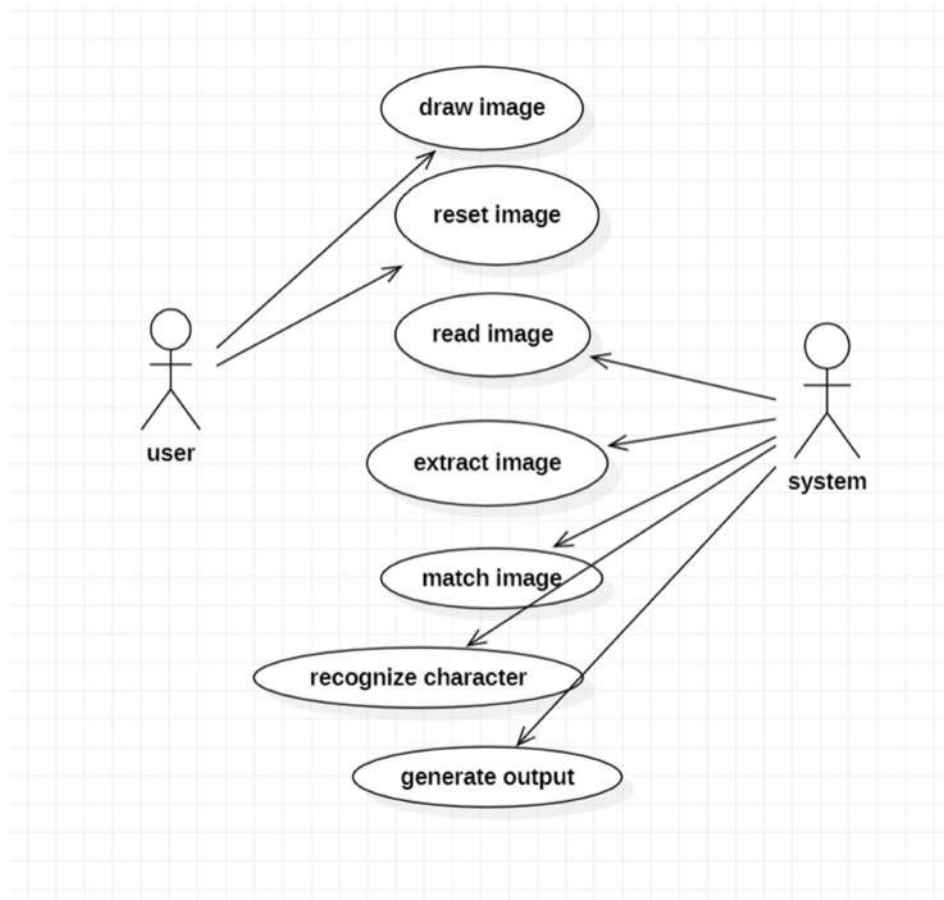 draw image
reset image
read image
user
extract image
system
match image
recognize character
generate output